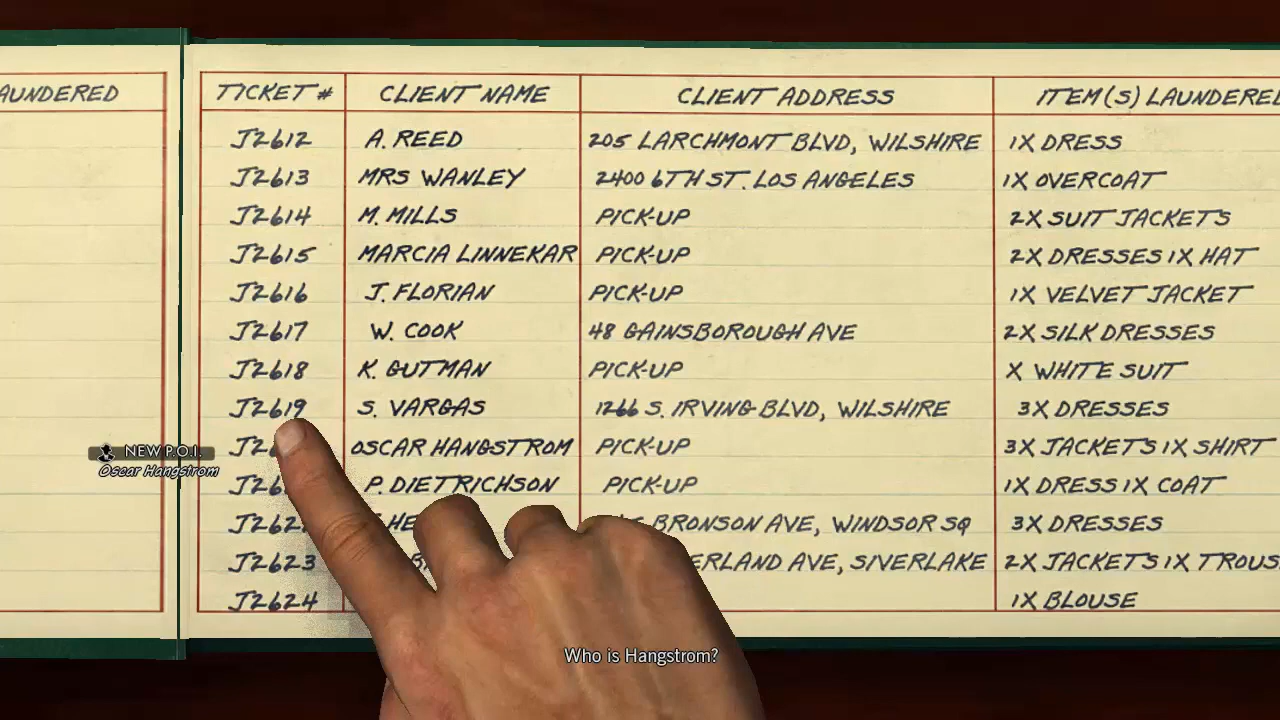 AUNDERED
TICKET # CLIENT NAME CLIENT ADDRESS ITEM(S) LAUNDERED
J2612 A. REED 205 LARCHMONT BLVD, WILSHIRE 1X DRESS
J2613 MRS WANLEY 2400 6TH ST. LOS ANGELES 1X OVERCOAT
J2614 M. MILLS PICK-UP 2X SUIT JACKETS
J2615 MARCIA LINNEKAR PICK-UP 2X DRESSES 1X HAT
J2616 J. FLORIAN PICK-UP 1X VELVET JACKET
J2617 W. COOK 48 GAINSBOROUGH AVE 2X SILK DRESSES
J2618 K. GUTMAN PICK-UP X WHITE SUIT
J2619 S. VARGAS 1266 S. IRVING BLVD, WILSHIRE 3X DRESSES
J2 OSCAR HANGSTROM PICK-UP 3X JACKETS 1X SHIRT
NEW P.O.I.
Oscar Hangstrom
J26 P. DIETRICHSON PICK-UP 1X DRESS 1X COAT
J262 HE BRONSON AVE, WINDSOR SQ 3X DRESSES
J2623 ERLAND AVE, SIVERLAKE 2X JACKETS 1X TROUS
J2624 1X BLOUSE
Who is Hangstrom?